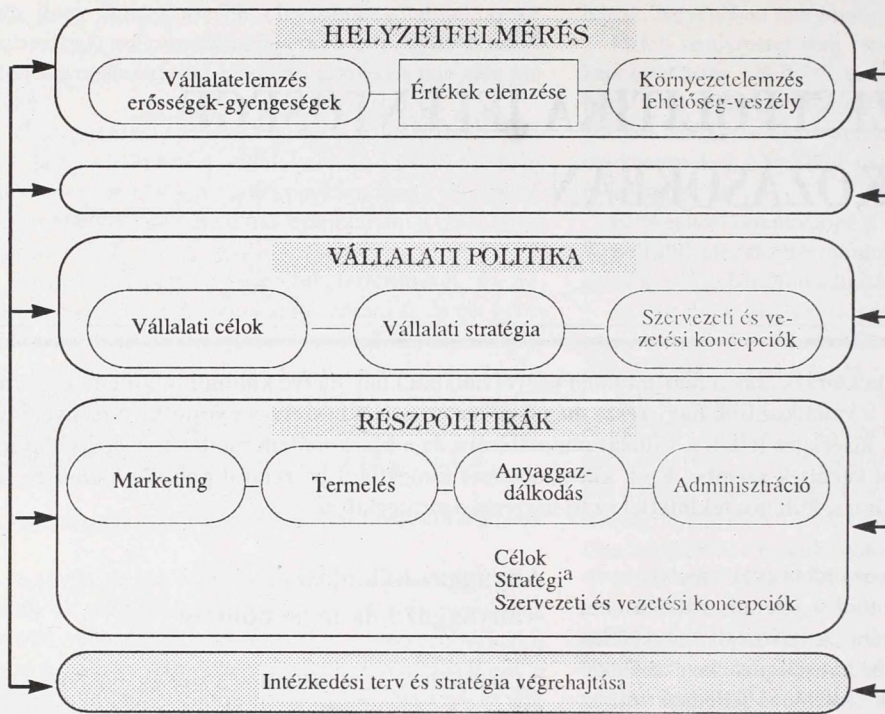 HELYZETFELMÉRÉS
Vállalatelemzés
erősségek-gyengeségek
Értékek elemzése
Környezetelemzés
lehetőség-veszély
VÁLLALATI POLITIKA
Vállalati célok
Vállalati stratégia
Szervezeti és ve-
zetési koncepciók
RÉSZPOLITIKÁK
Marketing
Termelés
Anyaggaz-
dálkodás
Adminisztráció
Célok
Stratégia
Szervezeti és vezetési koncepciók
Intézkedési terv és stratégia végrehajtása